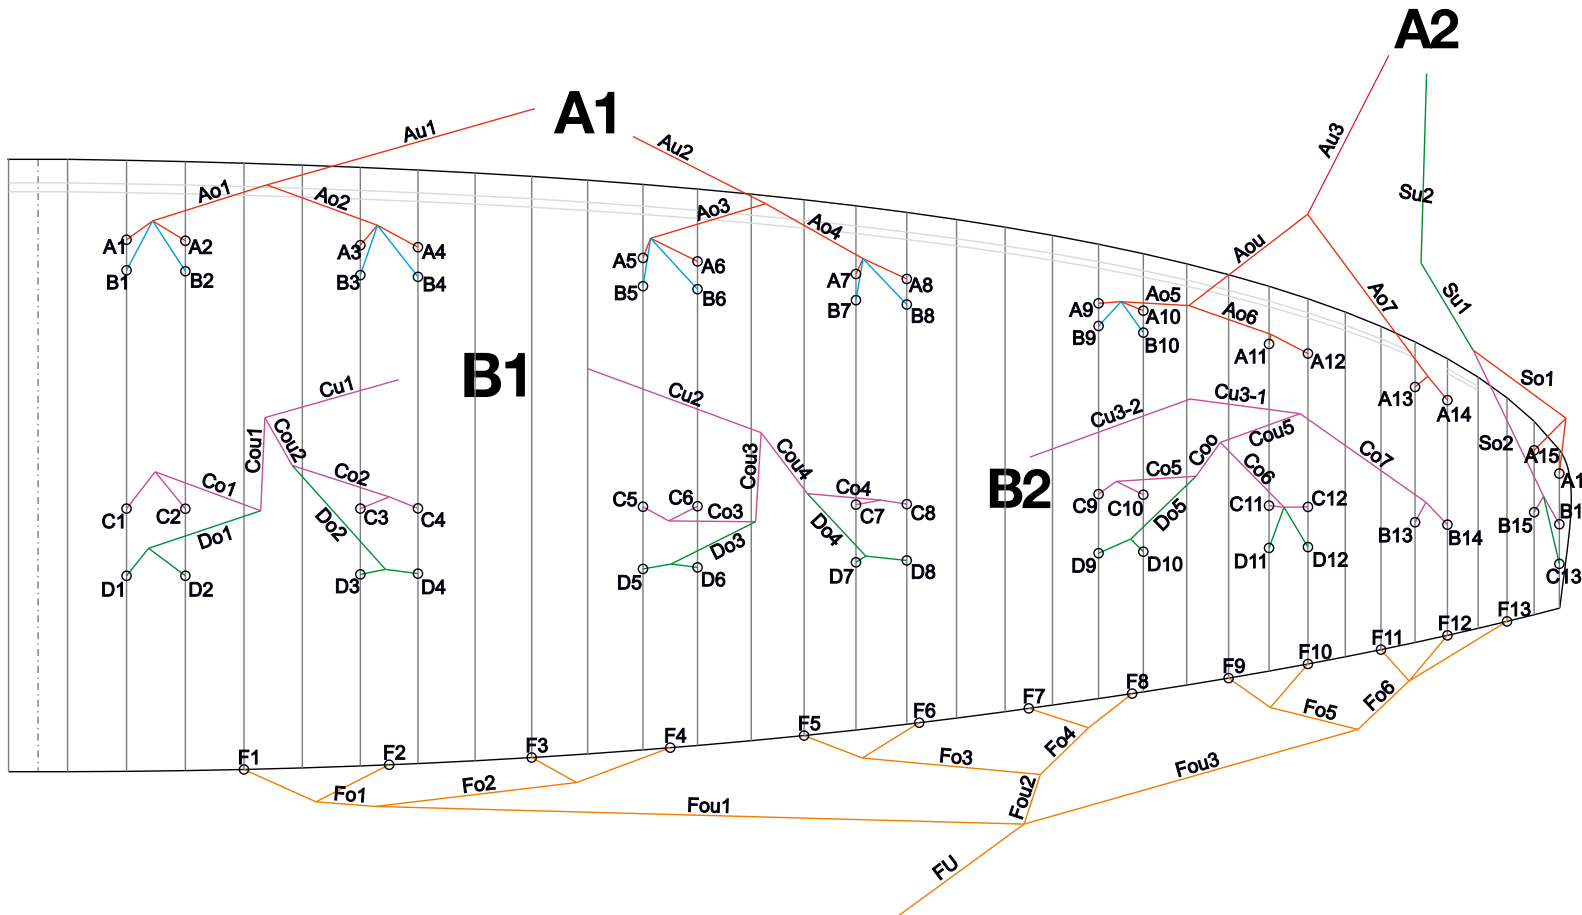 A2
A1
Au1
Au2
Au3
Su2
Ao1
Ao2
Ao3
Ao4
Aou
Ao7
Su1
A1
A2
A3
A4
A5
A6
A7
A8
A9
Ao5
A10
Ao6
A11
A12
B1
B2
B3
B4
B5
B6
B7
B8
B9
B10
A13
A14
So1
B1
B2
Cu1
Cu2
Cu3-2
Cu3-1
Cou1
Cou2
Cou3
Cou4
Coo
Cou5
Co7
So2
A15
A1
Co1
Co2
Co3
Co4
Co5
Co6
C1
C2
C3
C4
C5
C6
C7
C8
C9
C10
C11
C12
B13
B14
B15
B1
Do1
Do2
Do3
Do4
Do5
D1
D2
D3
D4
D5
D6
D7
D8
D9
D10
D11
D12
C13
F1
F2
F3
F4
F5
F6
F7
F8
F9
F10
F11
F12
F13
Fo1
Fo2
Fo3
Fo4
Fo5
Fo6
Fou1
Fou2
Fou3
FU